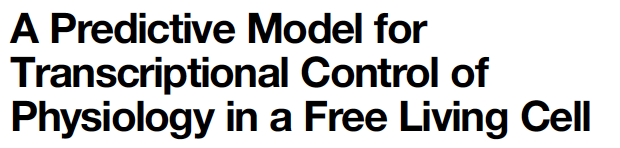 A Predictive Model for
Transcriptional Control of
Physiology in a Free Living Cell